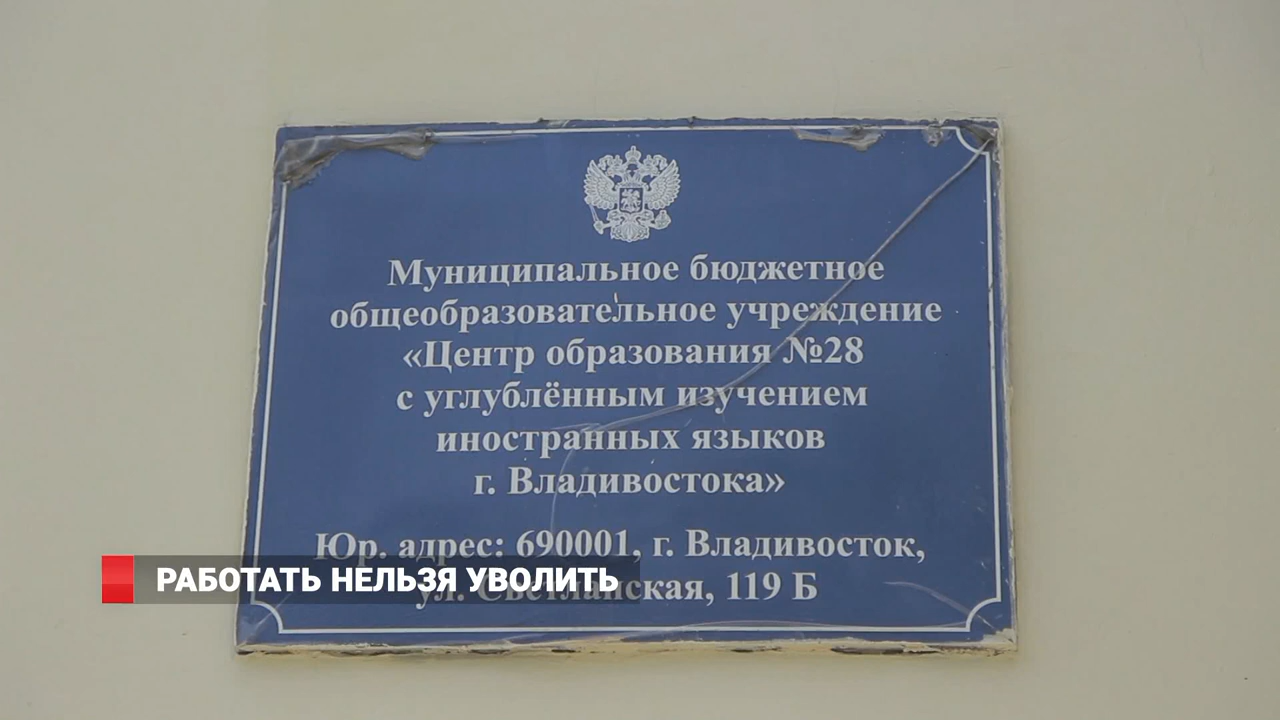 Муниципальное бюджетное
общеобразовательное учреждение
«Центр образования №28
с углублённым изучением
иностранных языков
г. Владивостока»
Юр. адрес: 690001, г. Владивосток,
ул. Светланская, 119 Б
РАБОТАТЬ НЕЛЬЗЯ УВОЛИТЬ